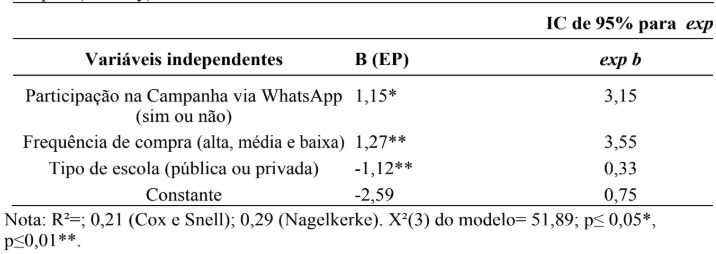 IC de 95% para exp
Variáveis independentes B (EP) exp b
Participação na Campanha via WhatsApp 1,15* 3,15
(sim ou não)
Frequência de compra (alta, média e baixa) 1,27** 3,55
Tipo de escola (pública ou privada) -1,12** 0,33
Constante -2,59 0,75
Nota: R²=; 0,21 (Cox e Snell); 0,29 (Nagelkerke). X²(3) do modelo= 51,89; p≤ 0,05*,
p≤0,01**.